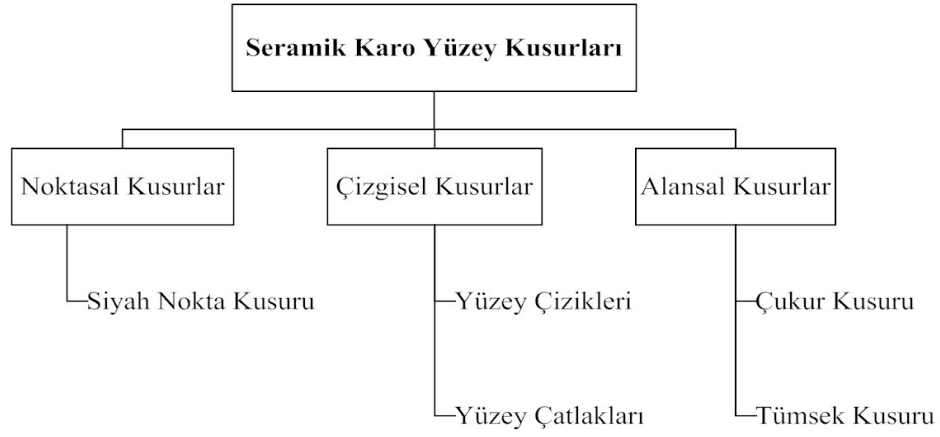 Seramik Karo Yüzey Kusurları
Noktasal Kusurlar
Çizgisel Kusurlar
Alansal Kusurlar
Siyah Nokta Kusuru
Yüzey Çizikleri
Çukur Kusuru
Yüzey Çatlakları
Tümsek Kusuru